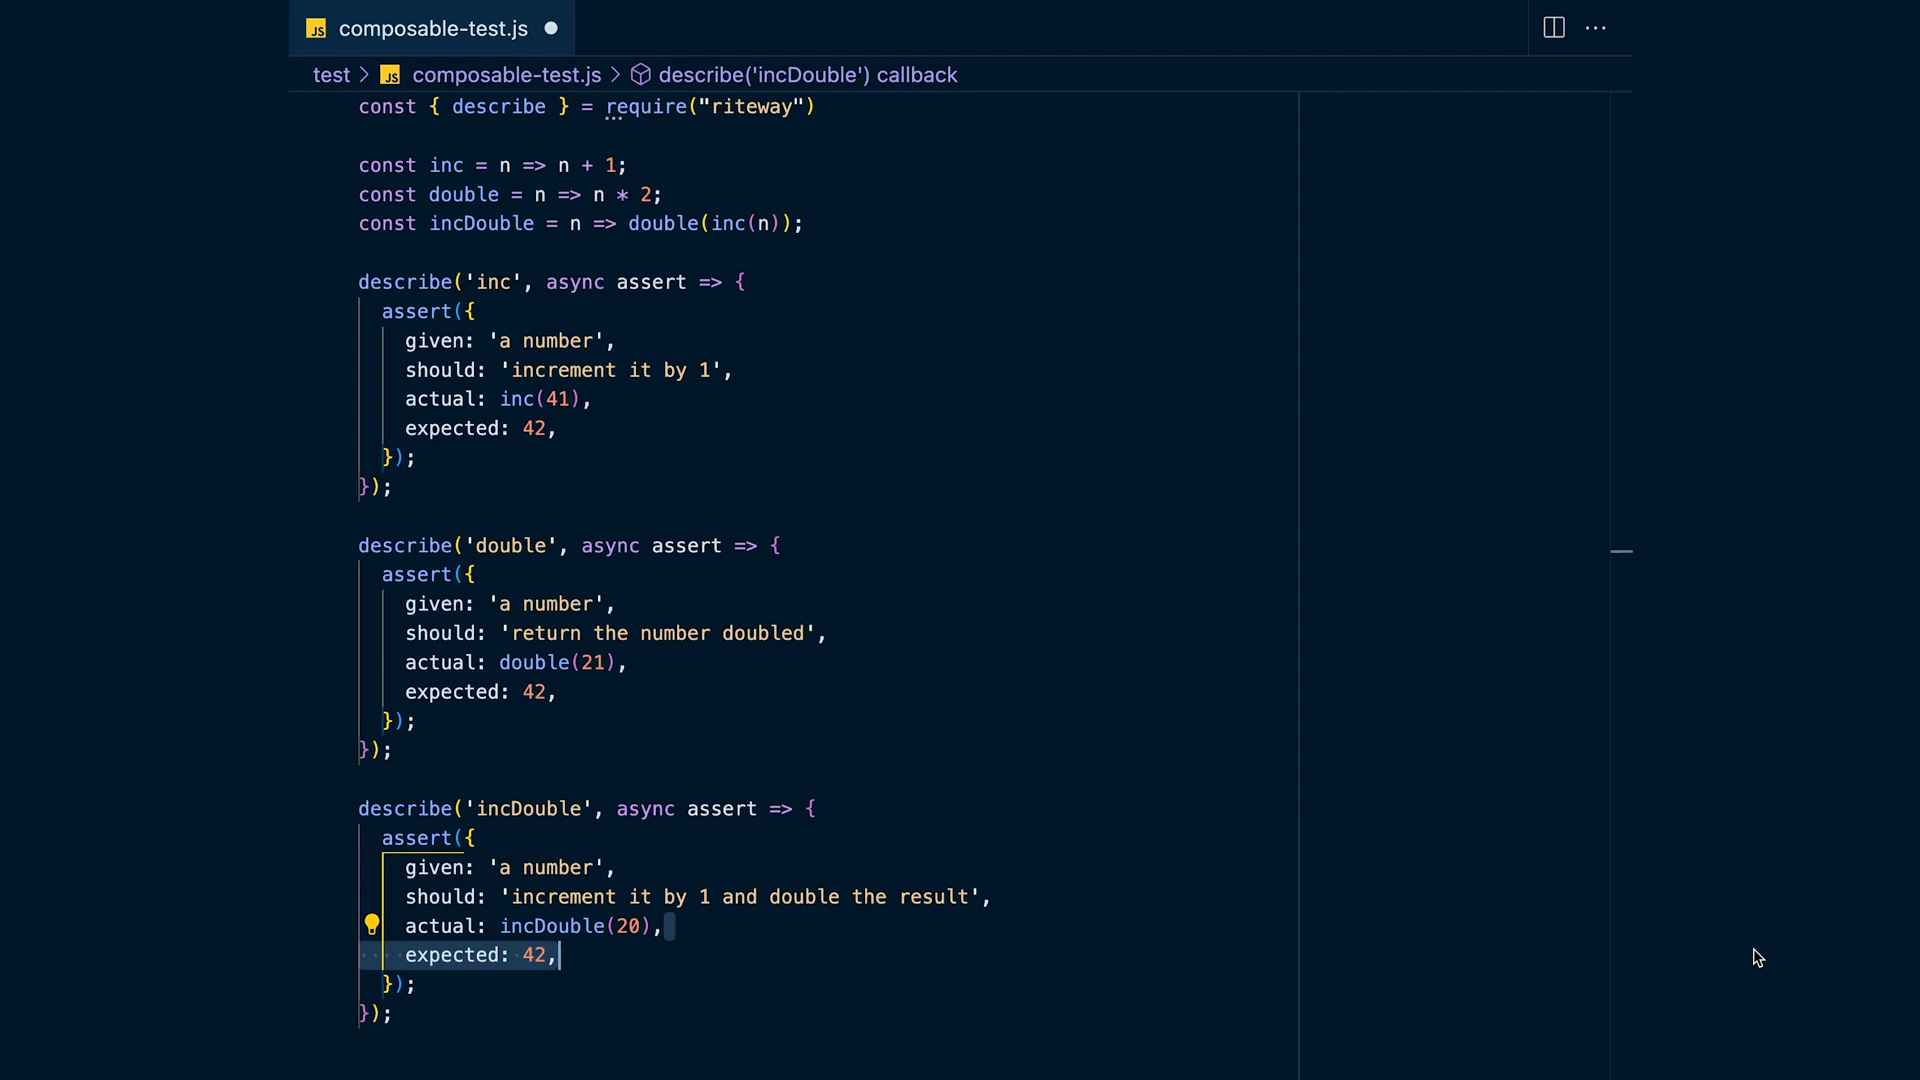 JS composable-test.js
test > JS composable-test.js > describe('incDouble') callback
const { describe } = require("riteway")
const inc = n => n + 1;
const double = n => n * 2;
const incDouble = n => double(inc(n));
describe('inc', async assert => {
  assert({
    given: 'a number',
    should: 'increment it by 1',
    actual: inc(41),
    expected: 42,
  });
});
describe('double', async assert => {
  assert({
    given: 'a number',
    should: 'return the number doubled',
    actual: double(21),
    expected: 42,
  });
});
describe('incDouble', async assert => {
  assert({
    given: 'a number',
    should: 'increment it by 1 and double the result',
    actual: incDouble(20),
    expected: 42,
  });
});